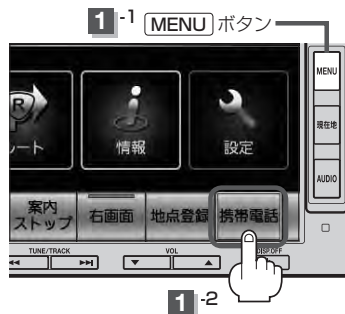 1 -1 MENU ボタン
MENU
現在地
AUDIO
R
ート
情報
設定
案内
ストップ
右画面
地点登録
携帯電話
TUNE/TRACK
VOL
DISP.OFF
1 -2